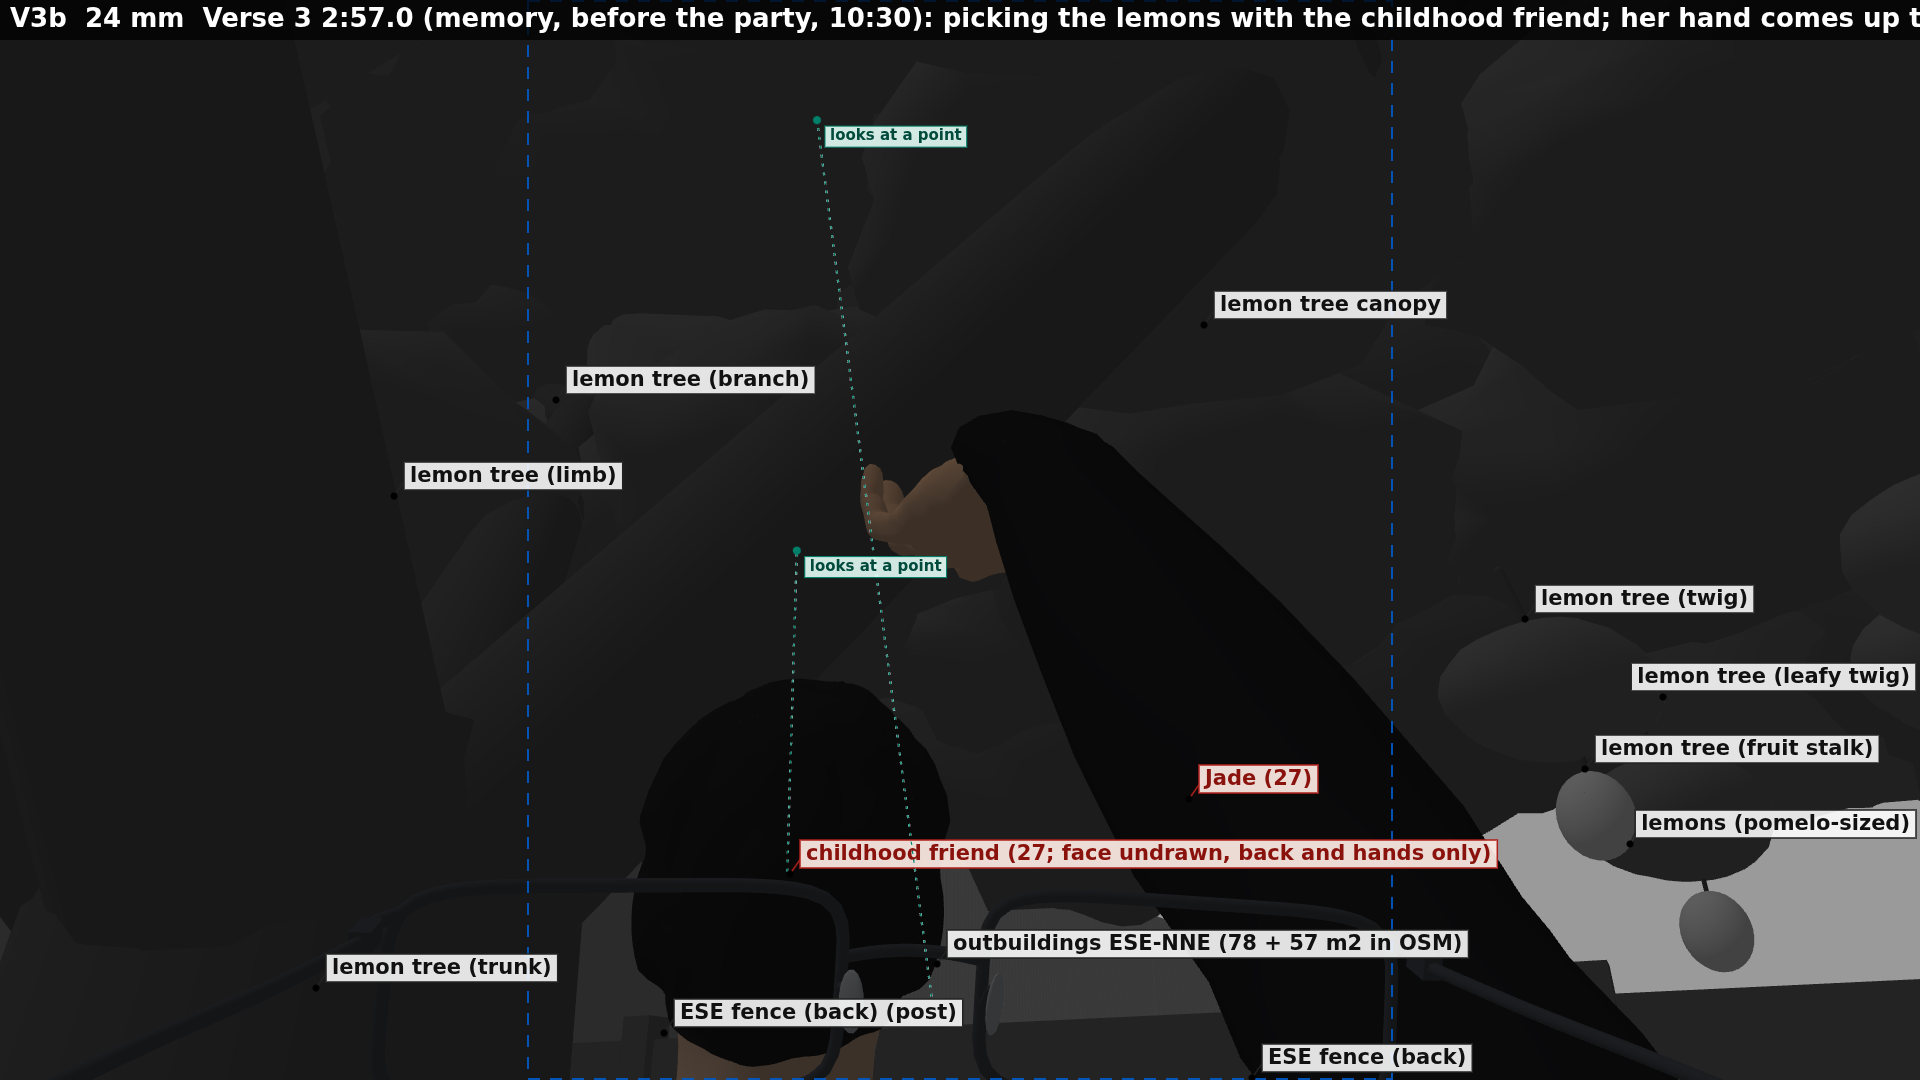 V3b 24 mm Verse 3 2:57.0 (memory, before the party, 10:30): picking the lemons with the childhood friend; her hand comes up
looks at a point
lemon tree canopy
lemon tree (branch)
lemon tree (limb)
looks at a point
lemon tree (twig)
lemon tree (leafy twig)
lemon tree (fruit stalk)
Jade (27)
lemons (pomelo-sized)
childhood friend (27; face undrawn, back and hands only)
outbuildings ESE-NNE (78 + 57 m2 in OSM)
lemon tree (trunk)
ESE fence (back) (post)
ESE fence (back)